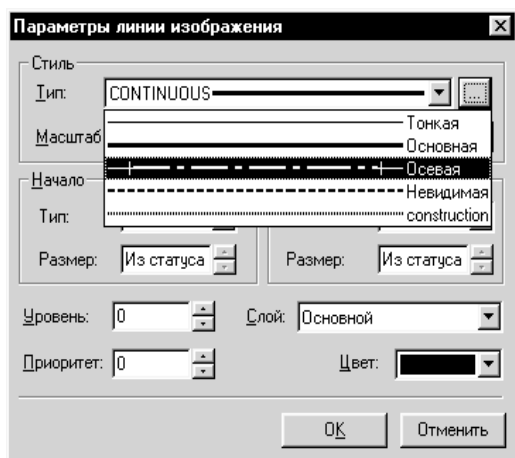 Параметры линии изображения
Стиль
Тип: CONTINUOUS ...
Тонкая
Масштаб
Основная
Осевая
Начало
Невидимая
Тип:
construction
Размер: Из статуса Размер: Из статуса
Уровень: 0 Слой: Основной
Приоритет: 0 Цвет:
OK Отменить